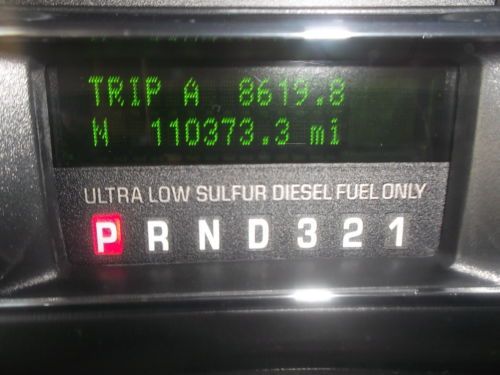 TRIP A 8619.8
N 110373.3 mi
ULTRA LOW SULFUR DIESEL FUEL ONLY
P R N D 3 2 1